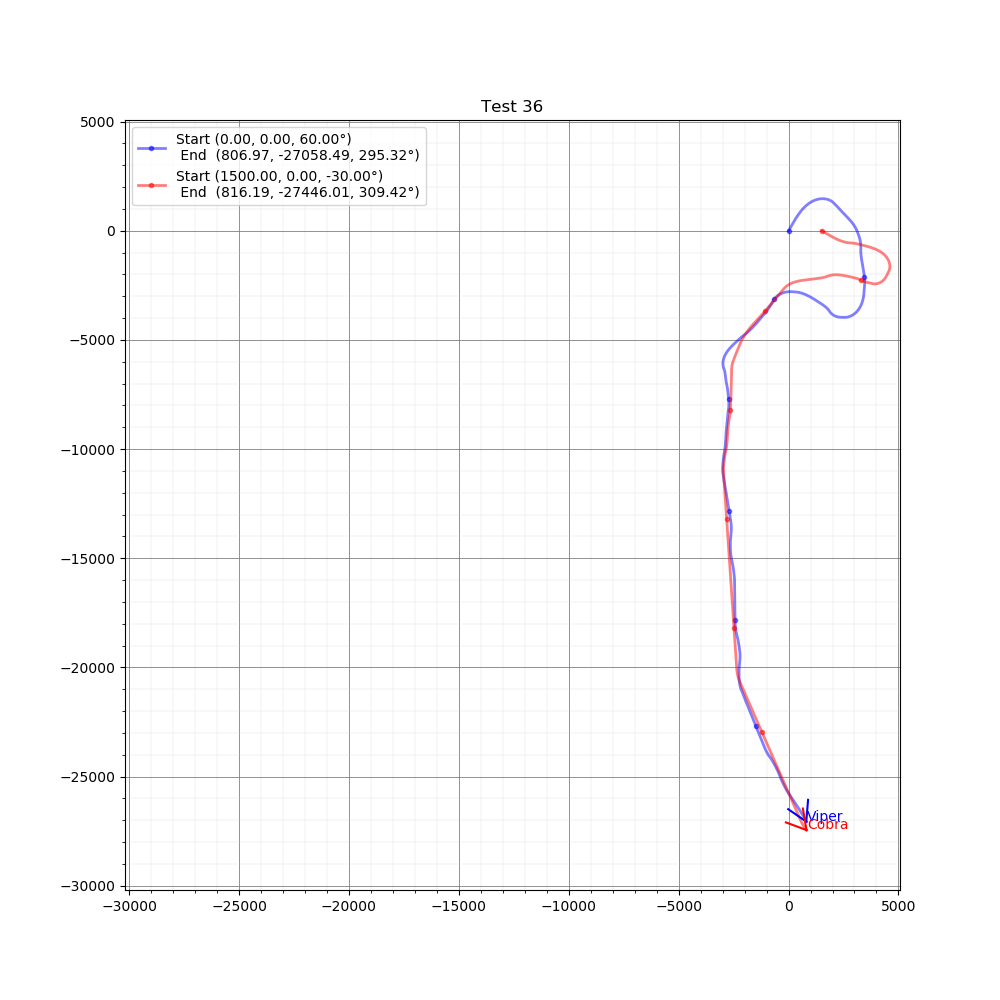 Test 36
Start (0.00, 0.00, 60.00°)
End (806.97, -27058.49, 295.32°)
Start (1500.00, 0.00, -30.00°)
End (816.19, -27446.01, 309.42°)
5000
0
−5000
−10000
−15000
−20000
−25000
−30000
Viper
Cobra
−30000 −25000 −20000 −15000 −10000 −5000 0 5000